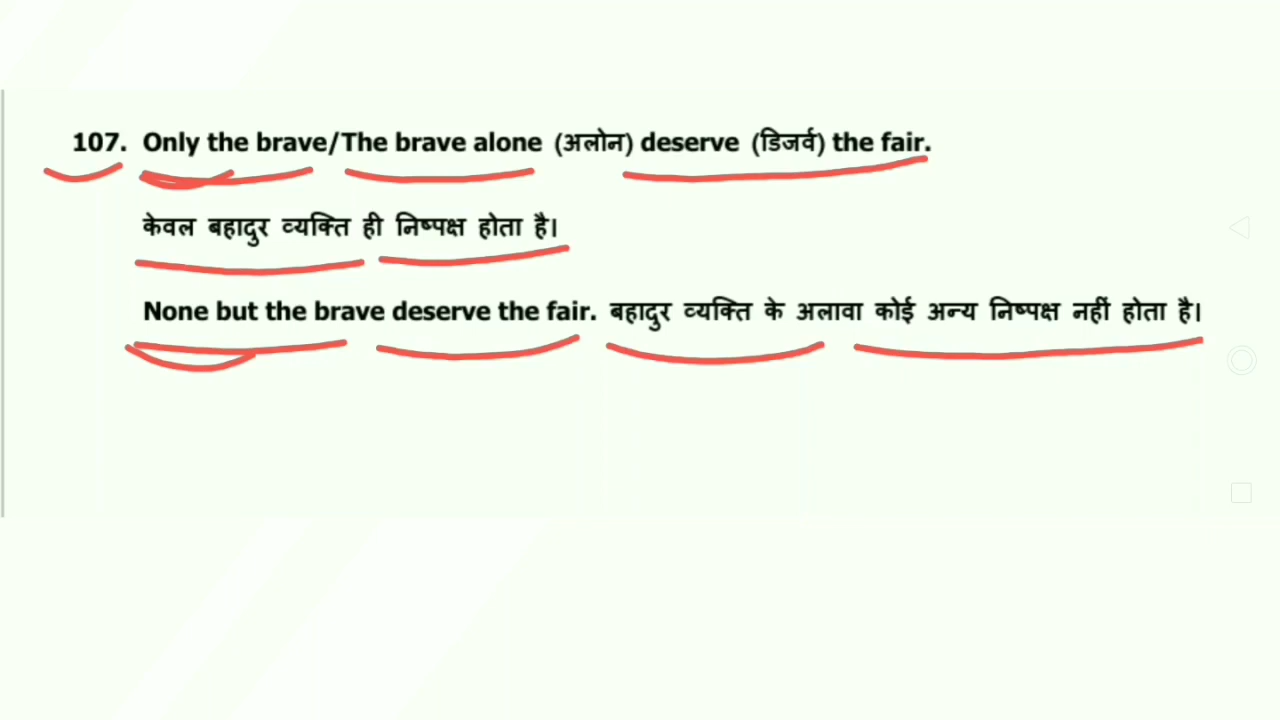 107. Only the brave/The brave alone (अलोन) deserve (डिजर्व) the fair.
केवल बहादुर व्यक्ति ही निष्पक्ष होता है।
None but the brave deserve the fair. बहादुर व्यक्ति के अलावा कोई अन्य निष्पक्ष नहीं होता है।